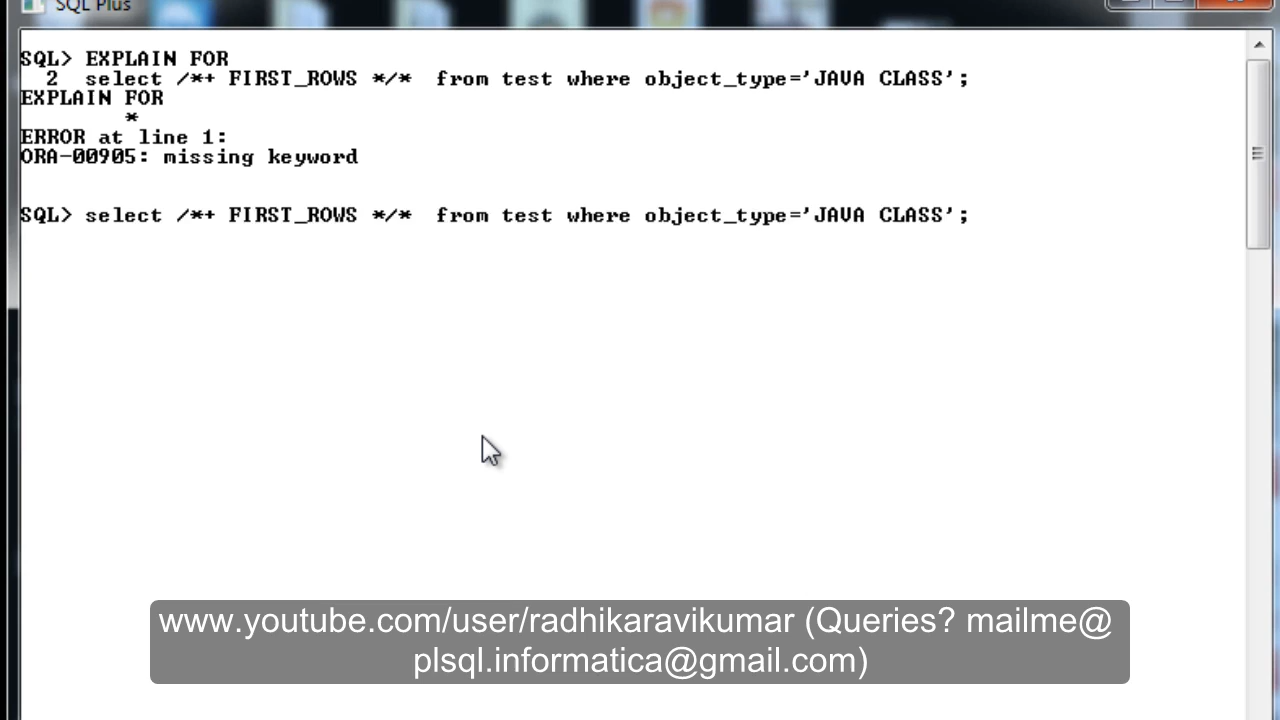 SQL Plus
SQL> EXPLAIN FOR
2 select /*+ FIRST_ROWS */* from test where object_type='JAVA CLASS';
EXPLAIN FOR
*
ERROR at line 1:
ORA-00905: missing keyword
SQL> select /*+ FIRST_ROWS */* from test where object_type='JAVA CLASS';
www.youtube.com/user/radhikaravikumar (Queries? mailme@
plsql.informatica@gmail.com)